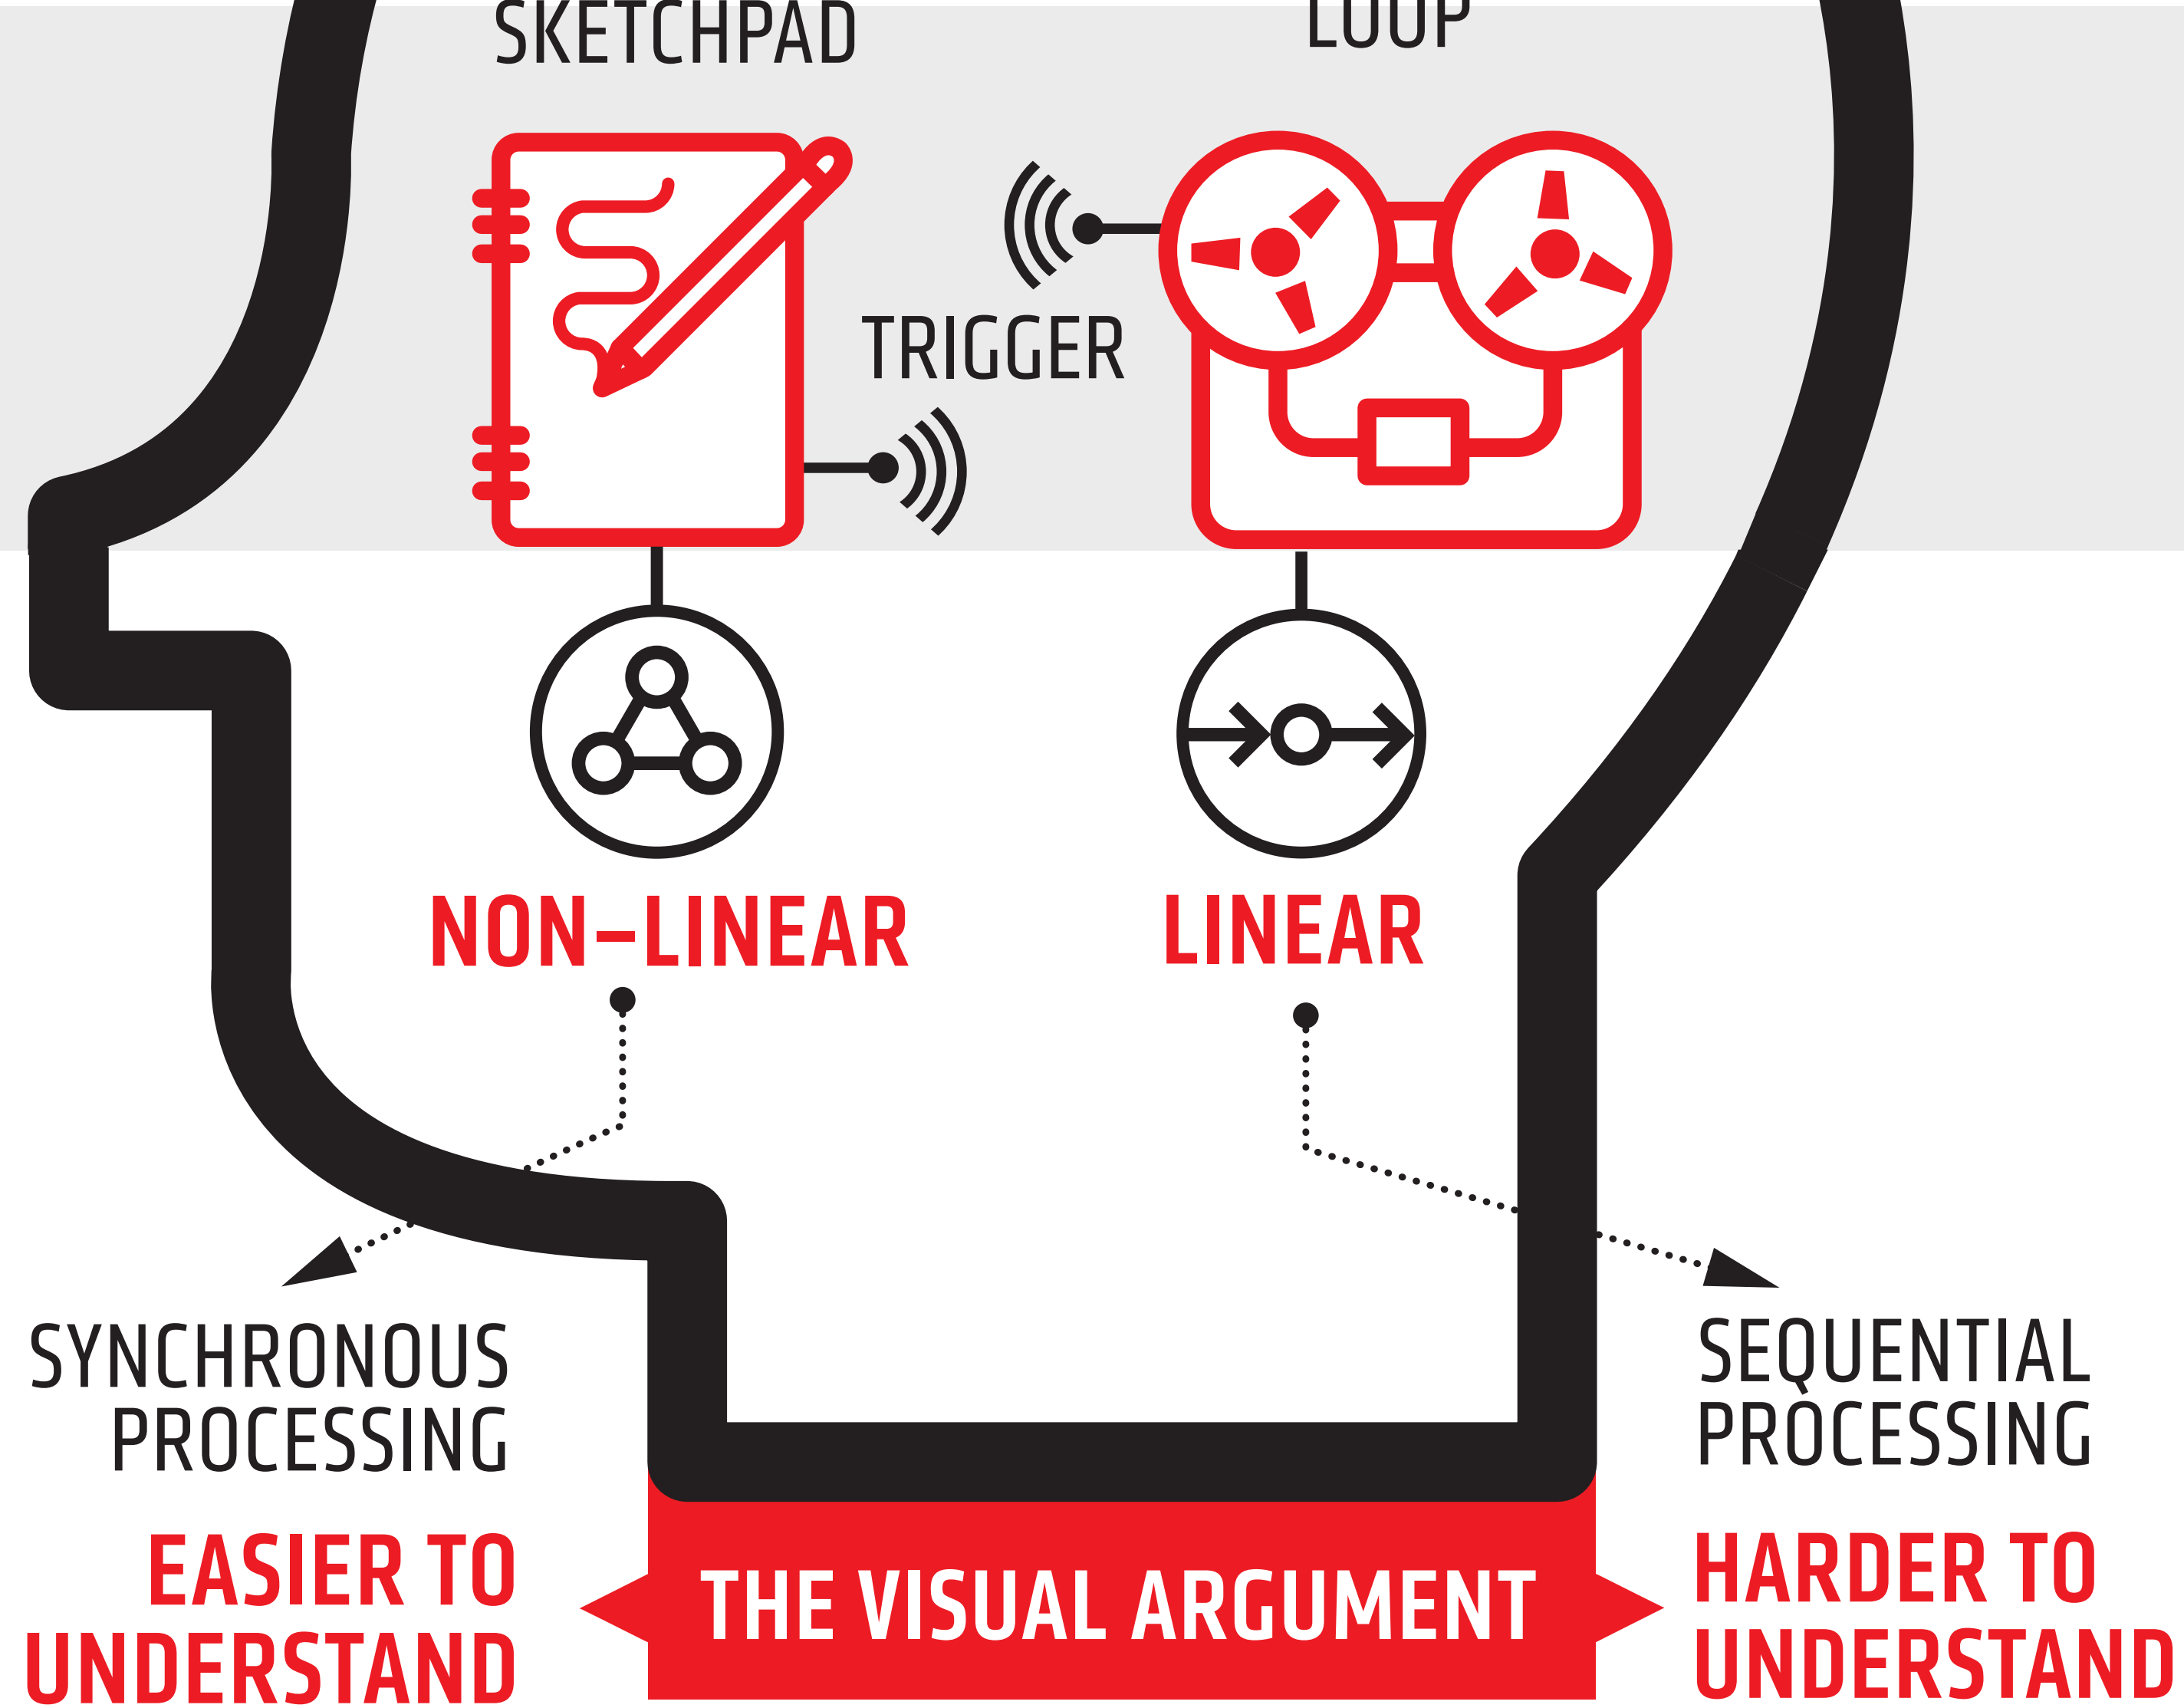 SKETCHPAD
LOOP
TRIGGER
NON–LINEAR
LINEAR
SYNCHRONOUS
PROCESSING
EASIER TO
UNDERSTAND
SEQUENTIAL
PROCESSING
HARDER TO
UNDERSTAND
THE VISUAL ARGUMENT